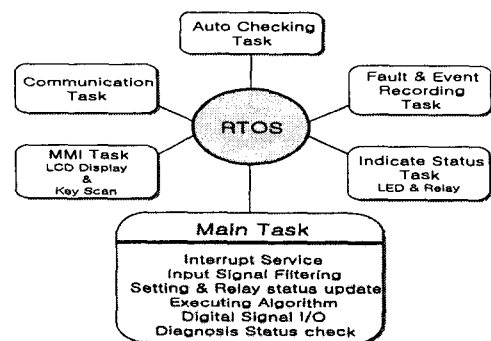 Auto Checking
Task
Communication
Task
Fault & Event
Recording
Task
RTOS
MMI Task
LCD Display
&
Key Scan
Indicate Status
Task
LED & Relay
Main Task
Interrupt Service
Input Signal Filtering
Setting & Relay status update
Executing Algorithm
Digital Signal I/O
Diagnosis Status check